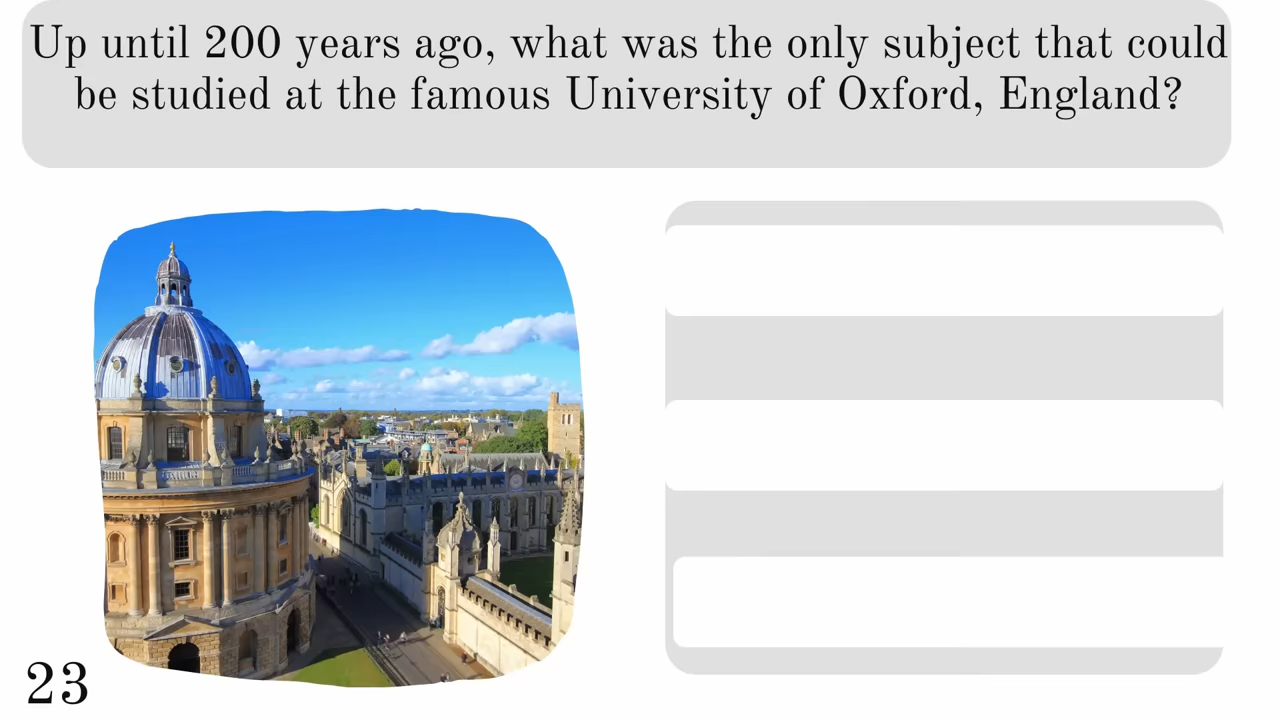 Up until 200 years ago, what was the only subject that could
be studied at the famous University of Oxford, England?
23